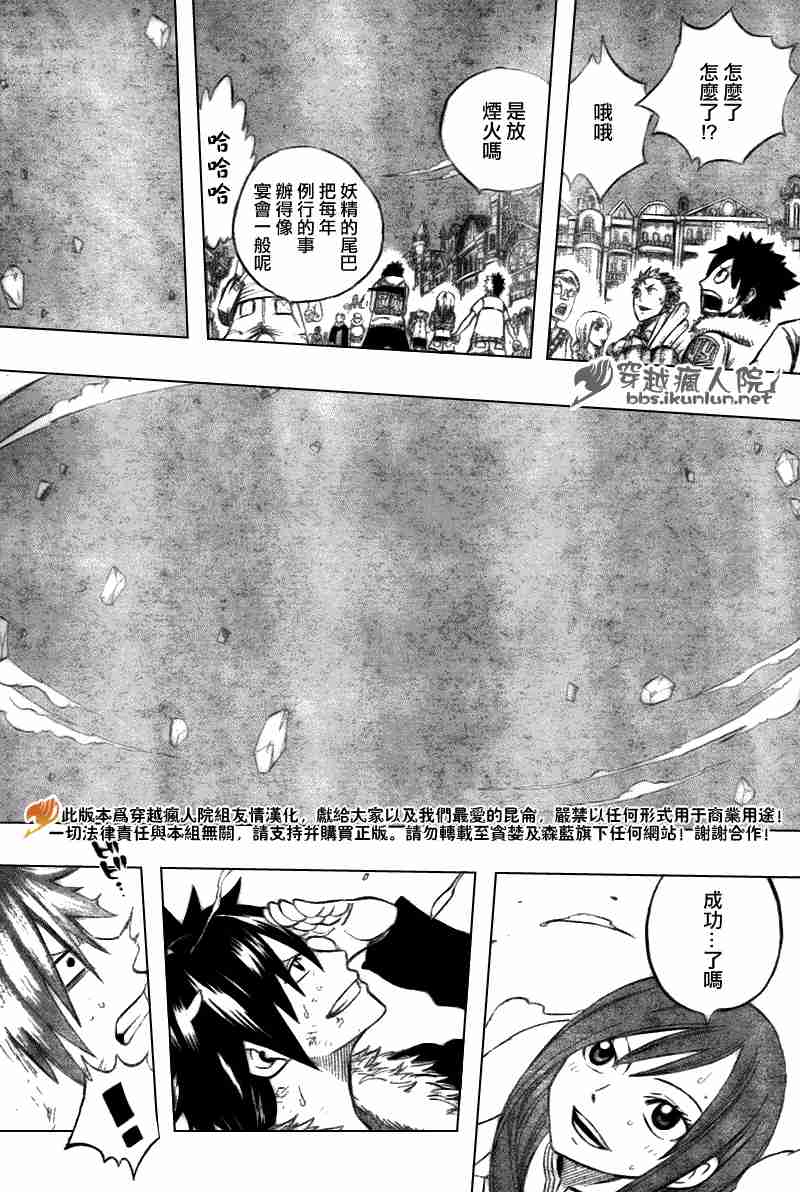 怎麼了
怎麼了!?
哦哦
是放
煙火嗎
妖精的尾巴
把每年
例行的事
辦得像
宴會一般呢
哈哈哈
穿越瘋人院
bbs.ikunlun.net
此版本爲穿越瘋人院組友情漢化，獻給大家以及我們最愛的昆侖，嚴禁以任何形式用于商業用途！
一切法律責任與本組無關，請支持并購買正版。請勿轉載至貪婪及森藍旗下任何網站！謝謝合作！
成功…
了嗎
!!